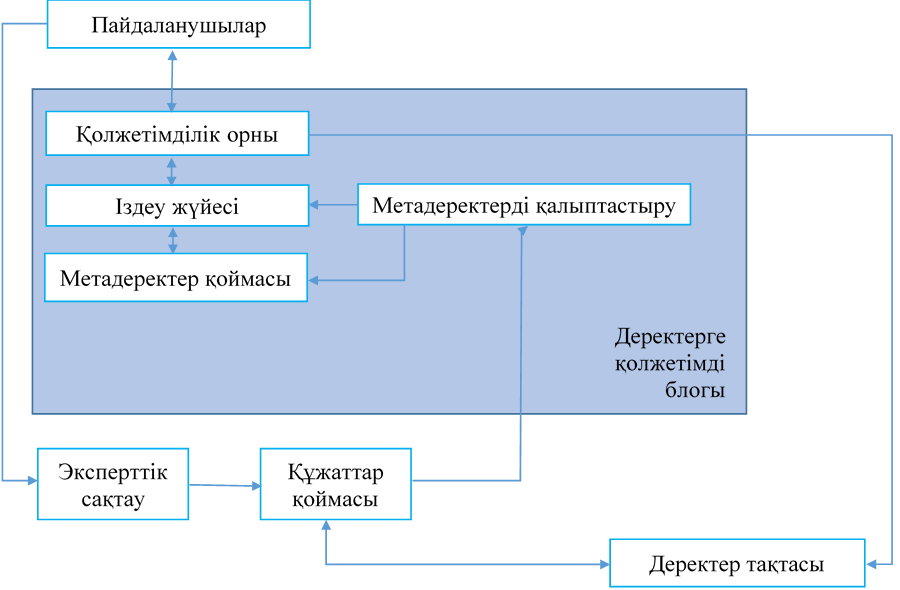 Пайдаланушылар
Қолжетімділік орны
Іздеу жүйесі
Метадеректерді қалыптастыру
Метадеректер қоймасы
Деректерге
қолжетімді
блогы
Эксперттік
сақтау
Құжаттар
қоймасы
Деректер тақтасы